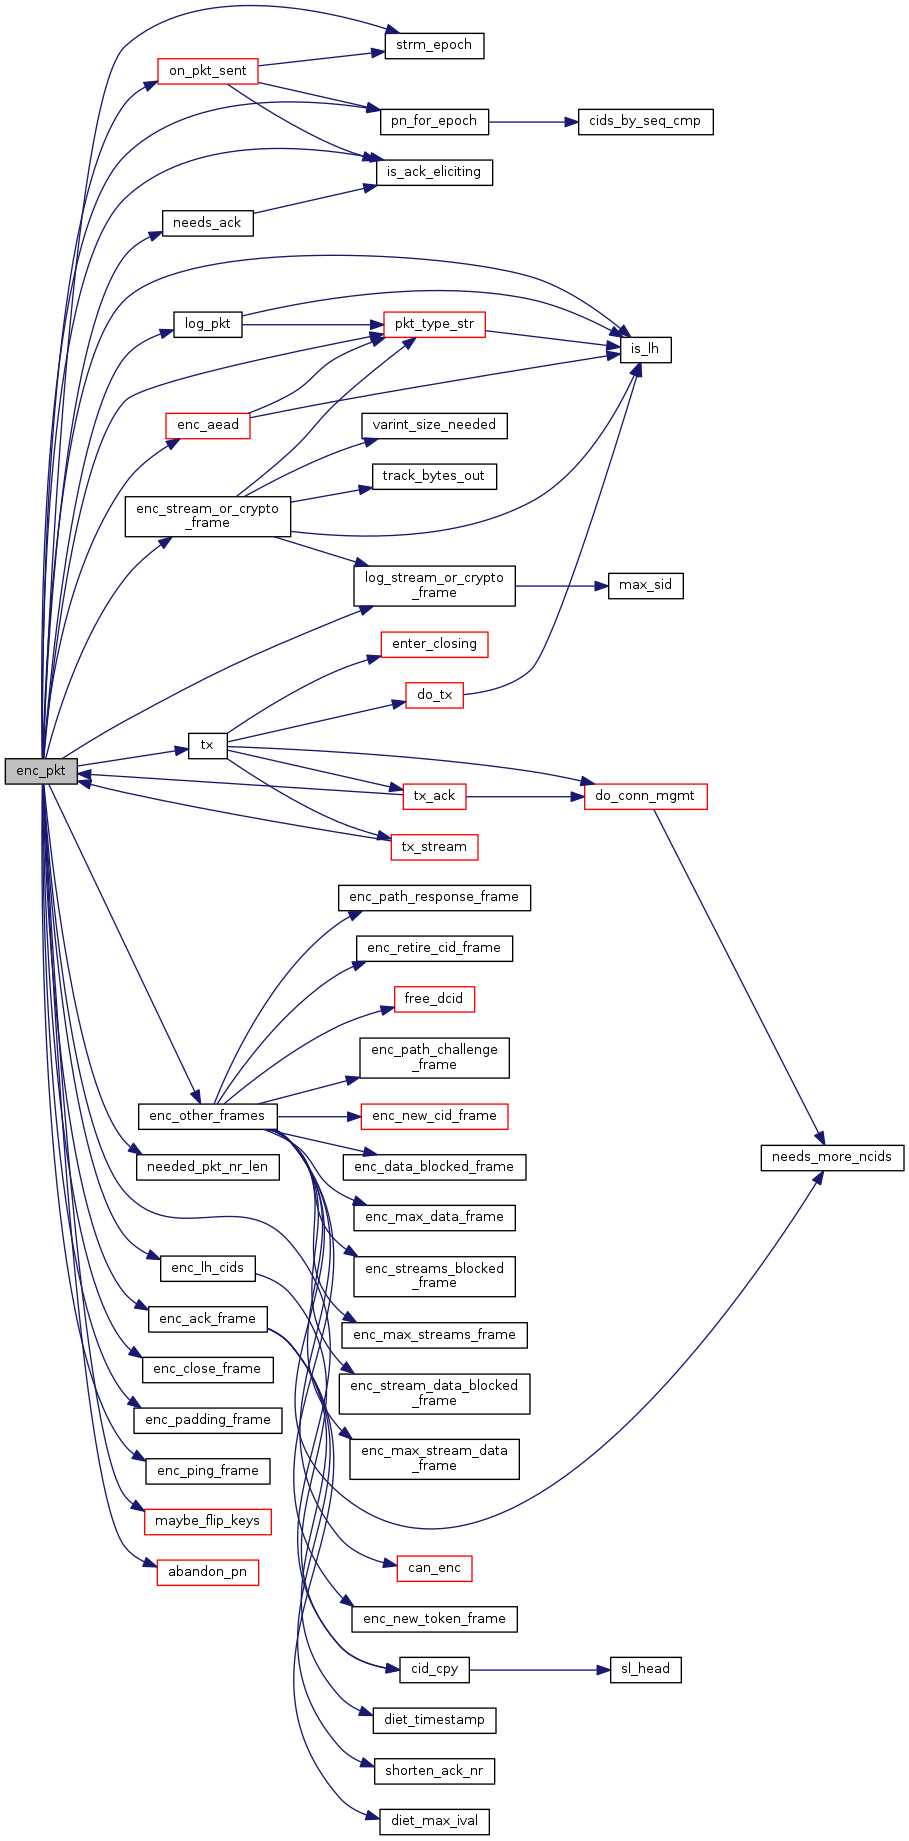 strm_epoch
on_pkt_sent
pn_for_epoch
cids_by_seq_cmp
is_ack_eliciting
needs_ack
log_pkt
pkt_type_str
is_lh
enc_aead
varint_size_needed
track_bytes_out
enc_stream_or_crypto
_frame
log_stream_or_crypto
_frame
max_sid
enter_closing
do_tx
tx
enc_pkt
tx_ack
do_conn_mgmt
tx_stream
enc_path_response_frame
enc_retire_cid_frame
free_dcid
enc_path_challenge
_frame
enc_other_frames
enc_new_cid_frame
needed_pkt_nr_len
enc_data_blocked_frame
needs_more_ncids
enc_max_data_frame
enc_lh_cids
enc_streams_blocked
_frame
enc_ack_frame
enc_max_streams_frame
enc_close_frame
enc_stream_data_blocked
_frame
enc_padding_frame
enc_max_stream_data
_frame
enc_ping_frame
maybe_flip_keys
abandon_pn
can_enc
enc_new_token_frame
cid_cpy
sl_head
diet_timestamp
shorten_ack_nr
diet_max_ival